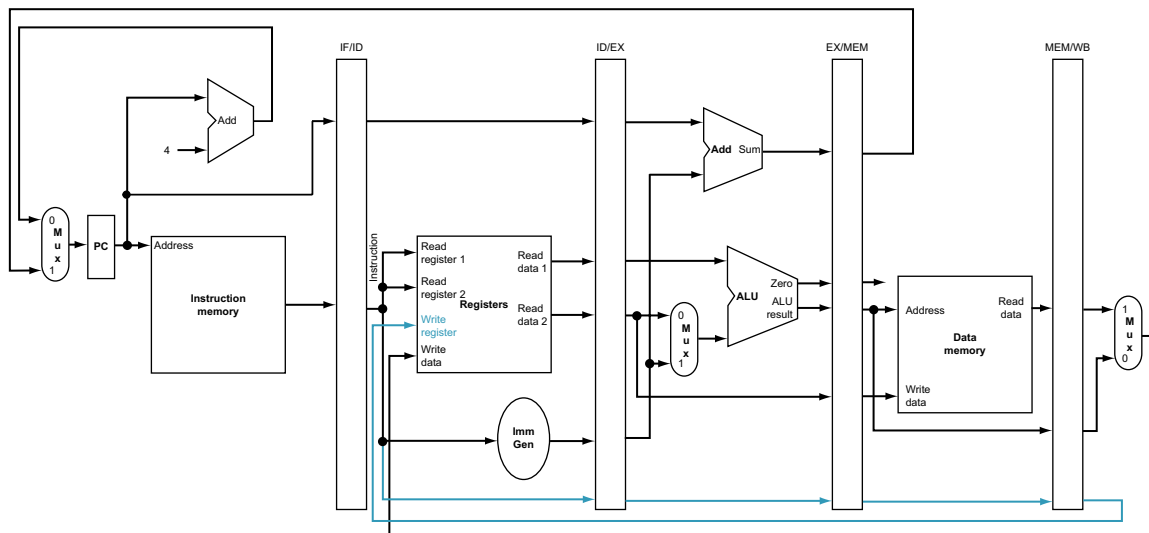 IF/ID
ID/EX
EX/MEM
MEM/WB
Add
4
Add Sum
0
M
u
x
1
PC
Address
Instruction
memory
Instruction
Read
register 1
Read
register 2
Write
register
Write
data
Registers
Read
data 1
Read
data 2
Imm
Gen
0
M
u
x
1
ALU
Zero
ALU
result
Address
Write
data
Data
memory
Read
data
1
M
u
x
0